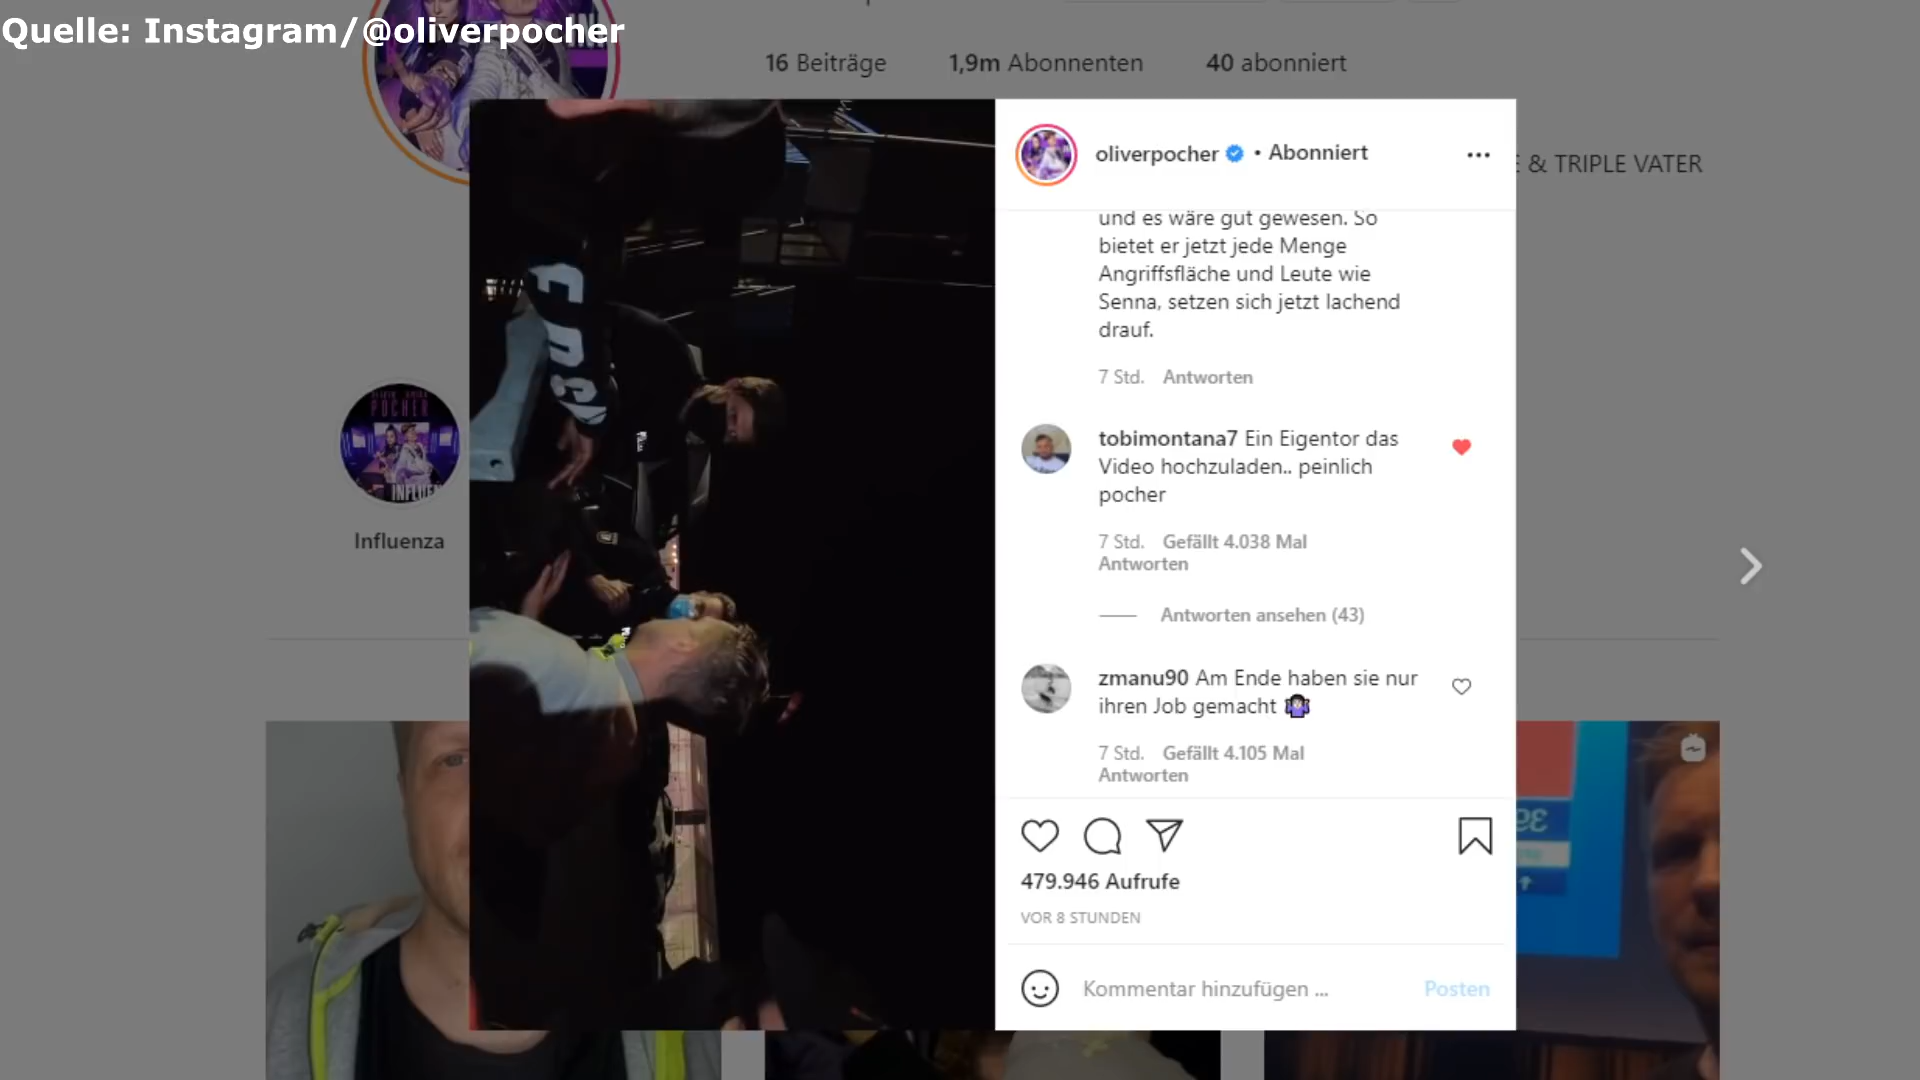 Quelle: Instagram/@oliverpocher
16 Beiträge 1,9m Abonnenten 40 abonniert
& TRIPLE VATER
oliverpocher • Abonniert
und es wäre gut gewesen. So
bietet er jetzt jede Menge
Angriffsfläche und Leute wie
Senna, setzen sich jetzt lachend
drauf.
7 Std. Antworten
POCHER
INFLUEN
Influenza
tobimontana7 Ein Eigentor das
Video hochzuladen.. peinlich
pocher
7 Std. Gefällt 4.038 Mal
Antworten
Antworten ansehen (43)
zmanu90 Am Ende haben sie nur
ihren Job gemacht 🤷🏻‍♀️
7 Std. Gefällt 4.105 Mal
Antworten
479.946 Aufrufe
VOR 8 STUNDEN
Kommentar hinzufügen ... Posten